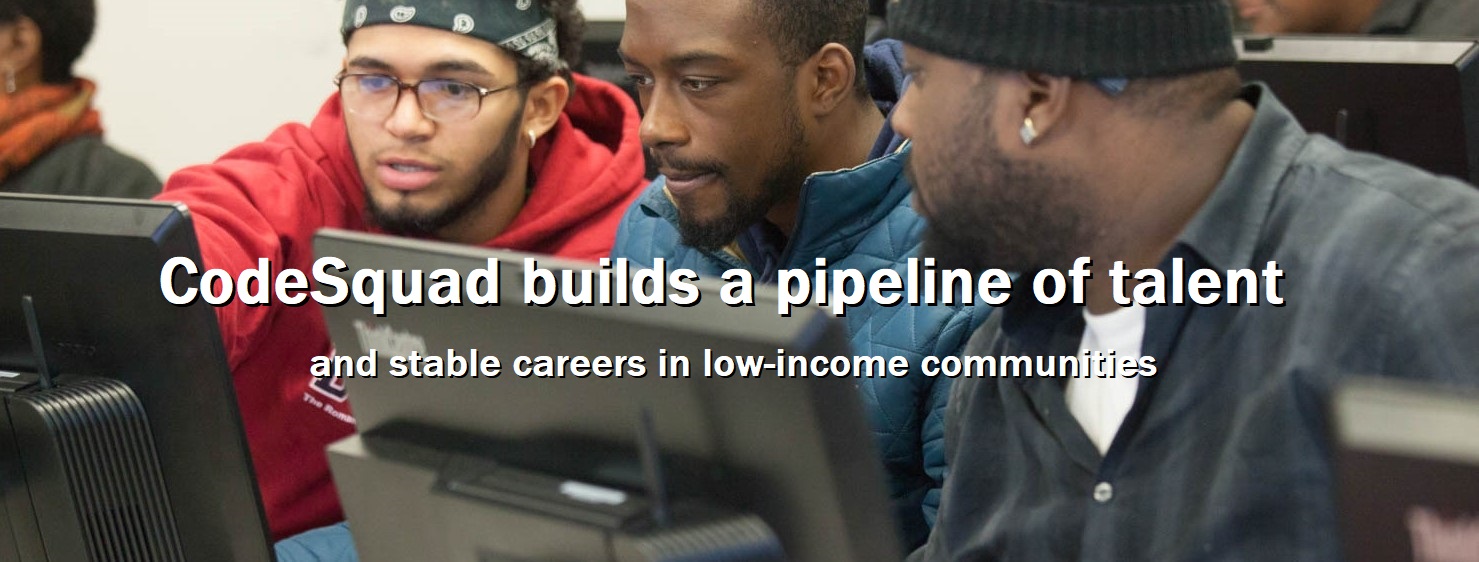 CodeSquad builds a pipeline of talent
and stable careers in low-income communities